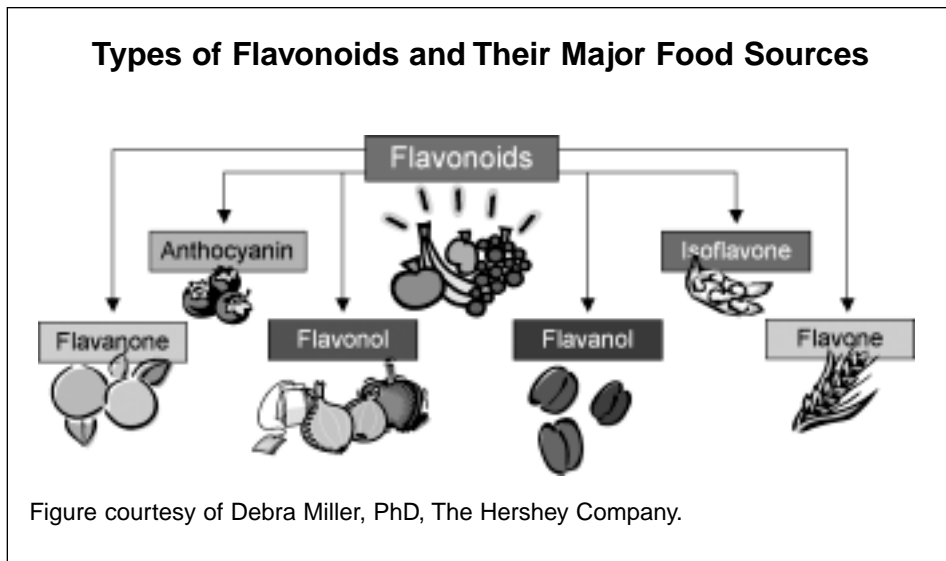 Types of Flavonoids and Their Major Food Sources
Flavonoids
Anthocyanin
Isoflavone
Flavanone
Flavonol
Flavanol
Flavone
Figure courtesy of Debra Miller, PhD, The Hershey Company.